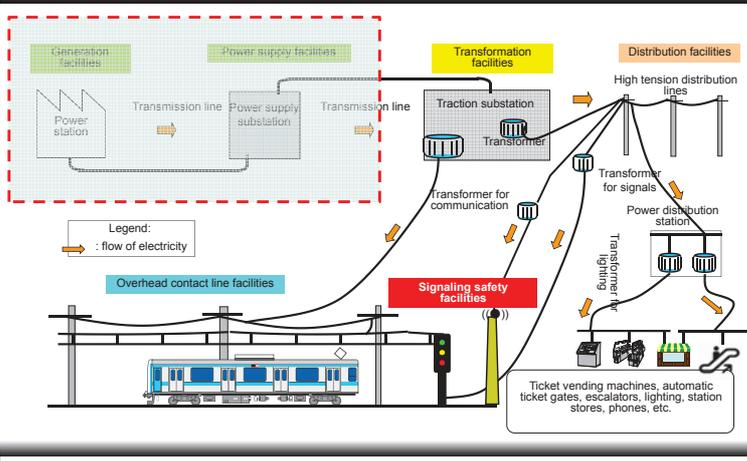 Generation
facilities
Power supply facilities
Transformation
facilities
Distribution facilities
High tension distribution
lines
Power
station
Transmission line
Power supply
substation
Transmission line
Traction substation
Transformer
Transformer
for signals
Transformer for
communication
Power distribution
station
Legend:
: flow of electricity
Transformer for
lighting
Overhead contact line facilities
Signaling safety
facilities
Ticket vending machines, automatic
ticket gates, escalators, lighting, station
stores, phones, etc.